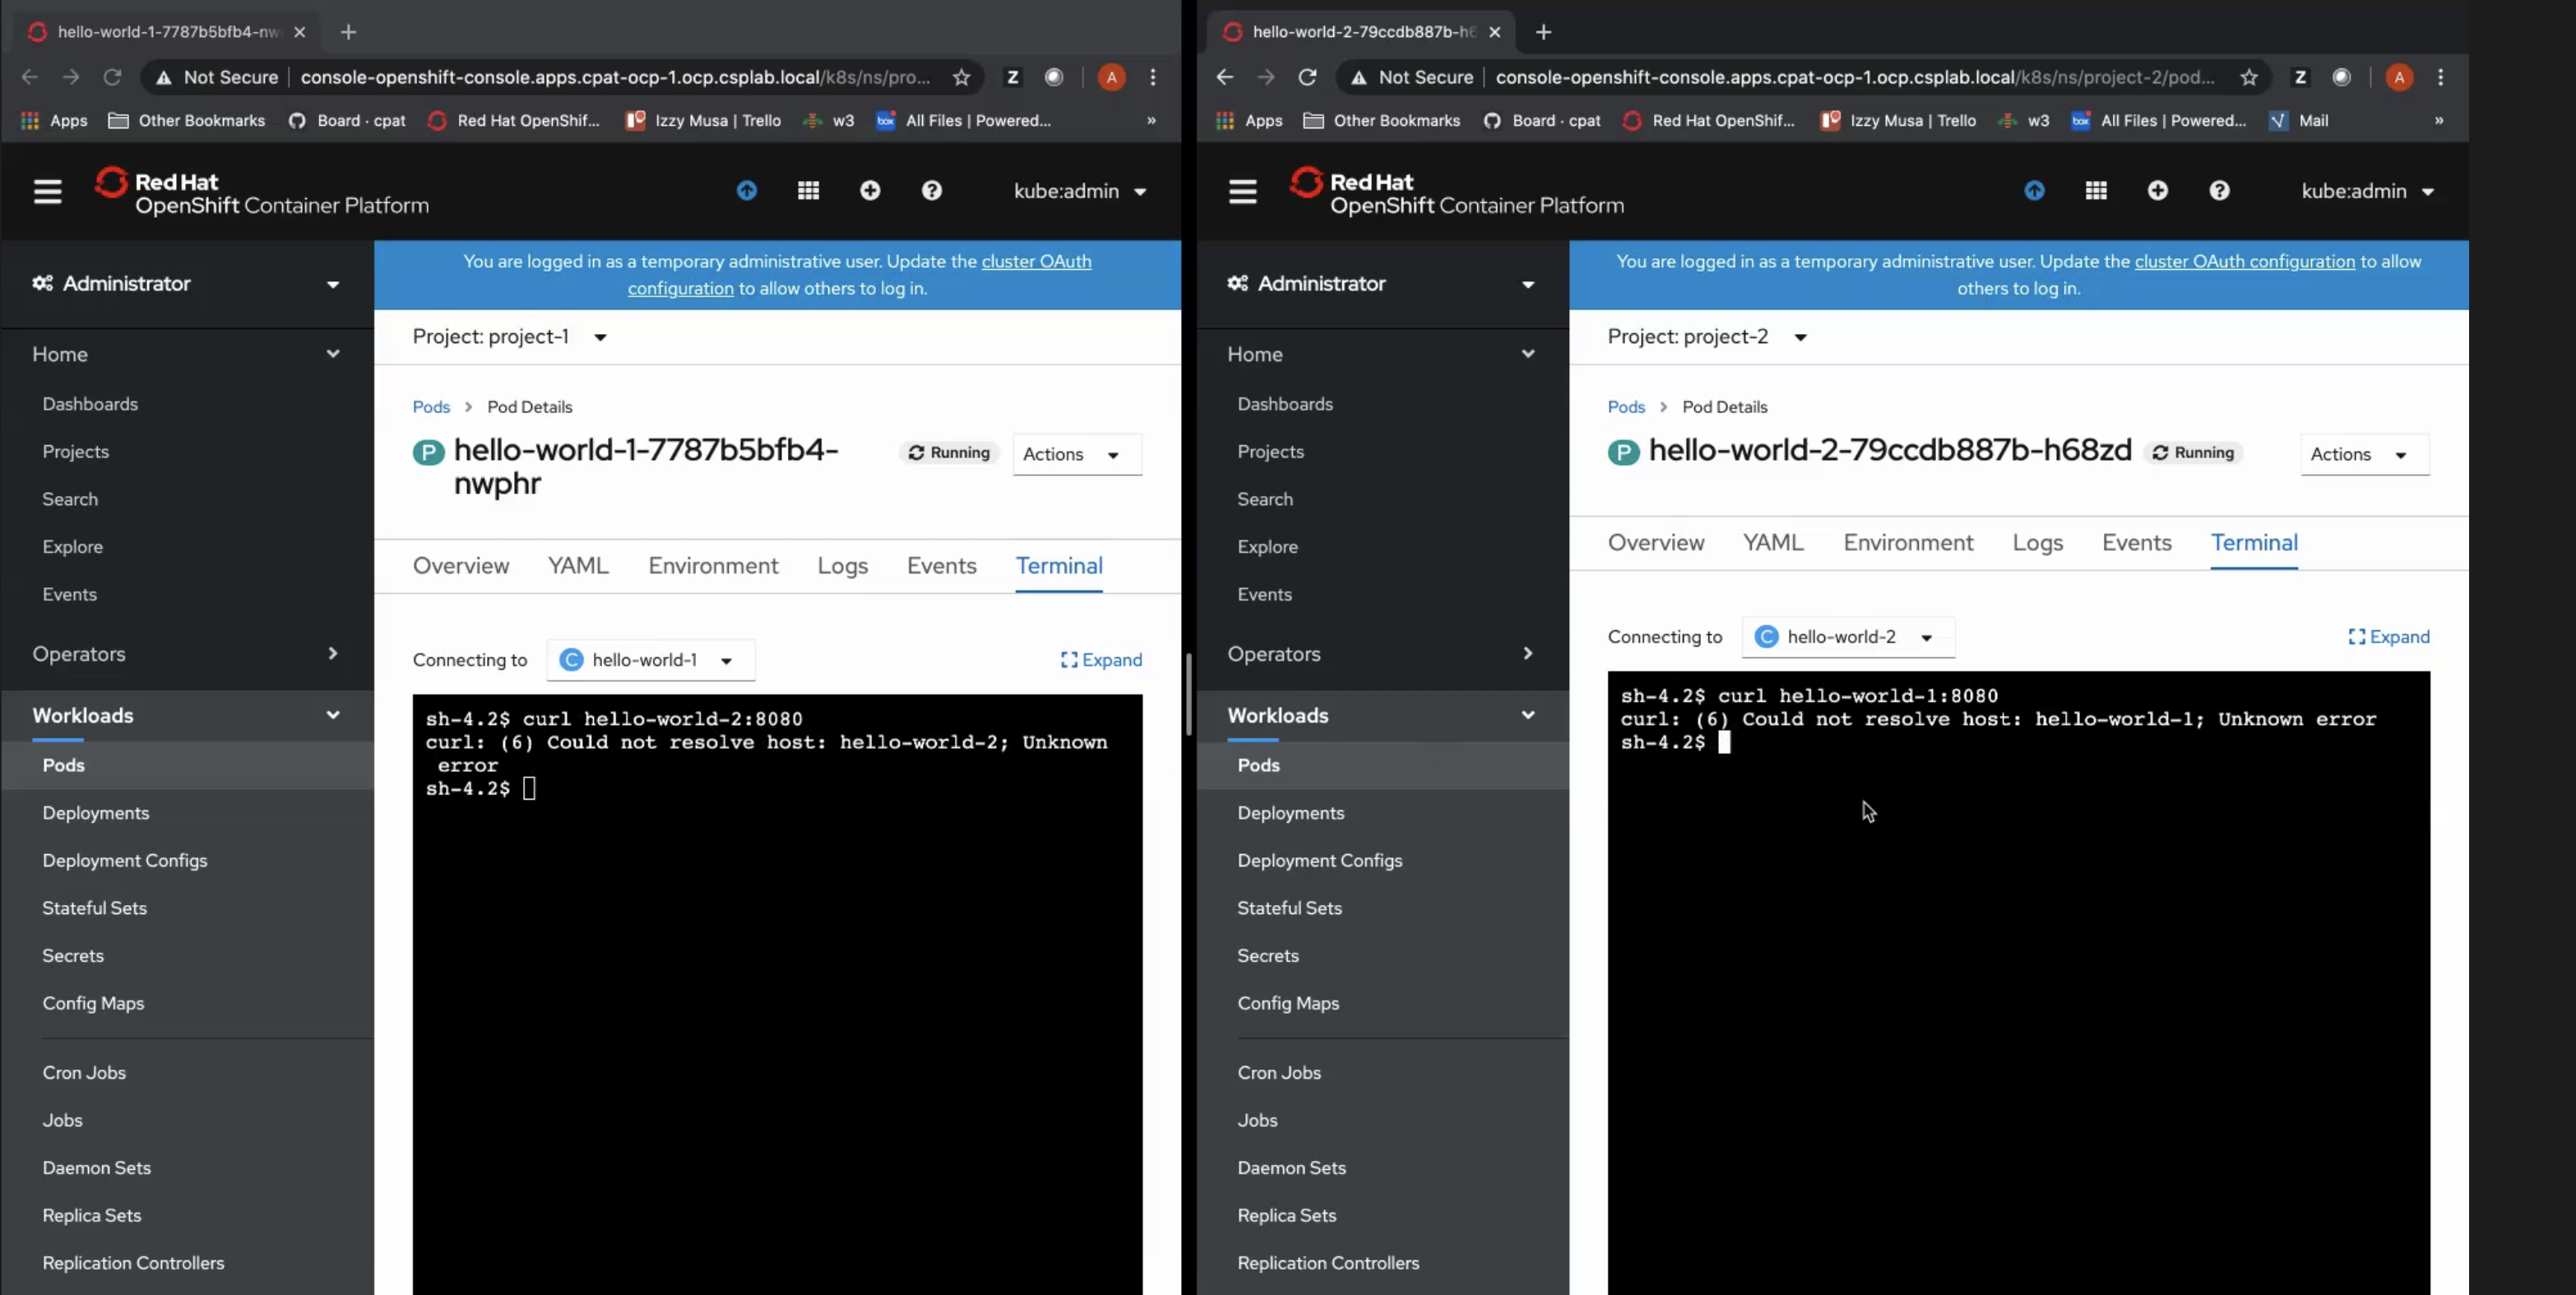 hello-world-1-7787b5bfb4-nw
Not Secure | console-openshift-console.apps.cpat-ocp-1.ocp.csplab.local/k8s/ns/pro...
Z
A
Apps Other Bookmarks Board · cpat Red Hat OpenShif... Izzy Musa | Trello w3 box All Files | Powered... »
Red Hat
OpenShift Container Platform
kube:admin
Administrator
Home
Dashboards
Projects
Search
Explore
Events
Operators
Workloads
Pods
Deployments
Deployment Configs
Stateful Sets
Secrets
Config Maps
Cron Jobs
Jobs
Daemon Sets
Replica Sets
Replication Controllers
You are logged in as a temporary administrative user. Update the cluster OAuth
configuration to allow others to log in.
Project: project-1
Pods > Pod Details
P hello-world-1-7787b5bfb4-
nwphr
Running
Actions
Overview YAML Environment Logs Events Terminal
Connecting to C hello-world-1 Expand
sh-4.2$ curl hello-world-2:8080
curl: (6) Could not resolve host: hello-world-2; Unknown
error
sh-4.2$
hello-world-2-79ccdb887b-h6
Not Secure | console-openshift-console.apps.cpat-ocp-1.ocp.csplab.local/k8s/ns/project-2/pod...
Z
A
Apps Other Bookmarks Board · cpat Red Hat OpenShif... Izzy Musa | Trello w3 box All Files | Powered... Mail »
Red Hat
OpenShift Container Platform
kube:admin
Administrator
Home
Dashboards
Projects
Search
Explore
Events
Operators
Workloads
Pods
Deployments
Deployment Configs
Stateful Sets
Secrets
Config Maps
Cron Jobs
Jobs
Daemon Sets
Replica Sets
Replication Controllers
You are logged in as a temporary administrative user. Update the cluster OAuth configuration to allow
others to log in.
Project: project-2
Pods > Pod Details
P hello-world-2-79ccdb887b-h68zd
Running
Actions
Overview YAML Environment Logs Events Terminal
Connecting to C hello-world-2 Expand
sh-4.2$ curl hello-world-1:8080
curl: (6) Could not resolve host: hello-world-1; Unknown error
sh-4.2$